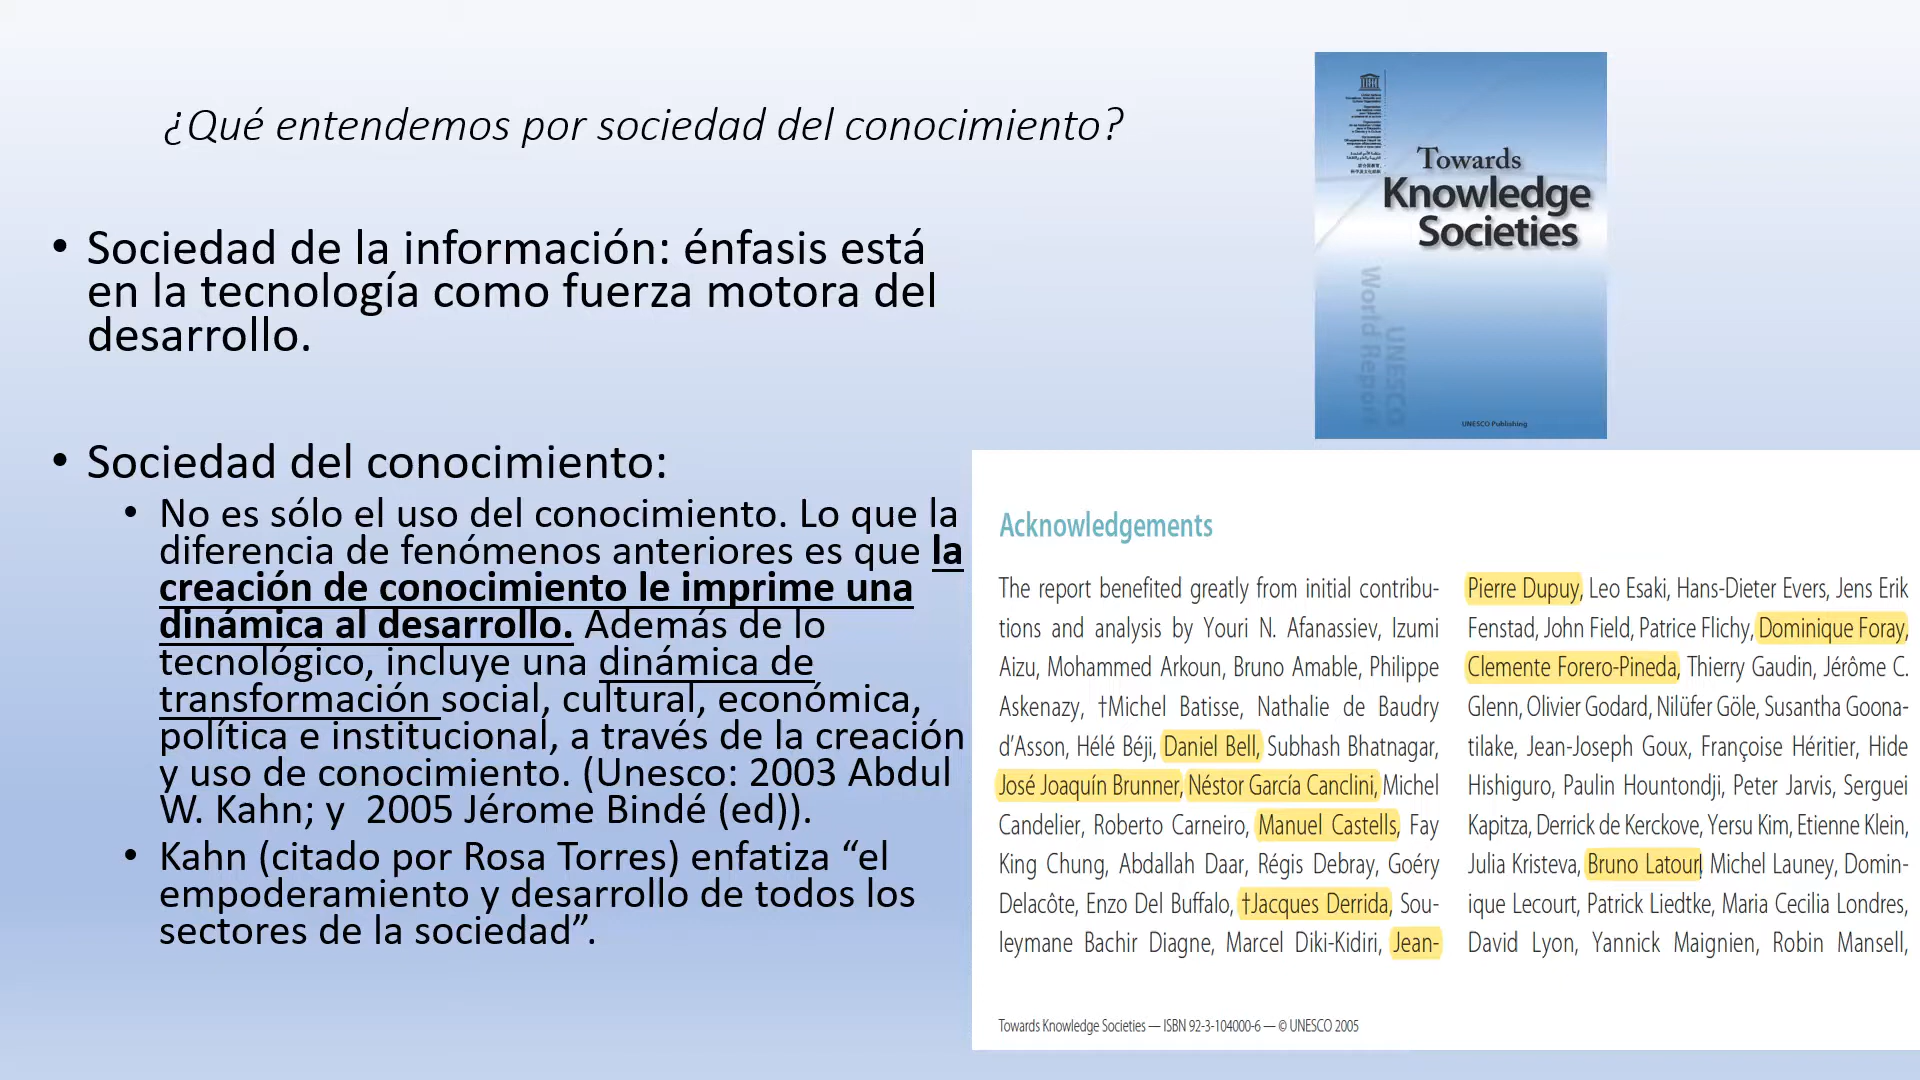 ¿Qué entendemos por sociedad del conocimiento?
• Sociedad de la información: énfasis está
en la tecnología como fuerza motora del
desarrollo.
• Sociedad del conocimiento:
• No es sólo el uso del conocimiento. Lo que la
diferencia de fenómenos anteriores es que la
creación de conocimiento le imprime una
dinámica al desarrollo. Además de lo
tecnológico, incluye una dinámica de
transformación social, cultural, económica,
política e institucional, a través de la creación
y uso de conocimiento. (Unesco: 2003 Abdul
W. Kahn; y  2005 Jérome Bindé (ed)).
• Kahn (citado por Rosa Torres) enfatiza “el
empoderamiento y desarrollo de todos los
sectores de la sociedad”.
Towards
Knowledge
Societies
UNESCO
World Report
UNESCO Publishing
Acknowledgements
The report benefited greatly from initial contribu-
tions and analysis by Youri N. Afanassiev, Izumi
Aizu, Mohammed Arkoun, Bruno Amable, Philippe
Askenazy, †Michel Batisse, Nathalie de Baudry
d’Asson, Hélé Béji, Daniel Bell, Subhash Bhatnagar,
José Joaquín Brunner, Néstor García Canclini, Michel
Candelier, Roberto Carneiro, Manuel Castells, Fay
King Chung, Abdallah Daar, Régis Debray, Goéry
Delacôte, Enzo Del Buffalo, †Jacques Derrida, Sou-
leymane Bachir Diagne, Marcel Diki-Kidiri, Jean-
Pierre Dupuy, Leo Esaki, Hans-Dieter Evers, Jens Erik
Fenstad, John Field, Patrice Flichy, Dominique Foray,
Clemente Forero-Pineda, Thierry Gaudin, Jérôme C.
Glenn, Olivier Godard, Nilüfer Göle, Susantha Goona-
tilake, Jean-Joseph Goux, Françoise Héritier, Hide
Hishiguro, Paulin Hountondji, Peter Jarvis, Serguei
Kapitza, Derrick de Kerckove, Yersu Kim, Etienne Klein,
Julia Kristeva, Bruno Latour, Michel Launey, Domin-
ique Lecourt, Patrick Liedtke, Maria Cecilia Londres,
David Lyon, Yannick Maignien, Robin Mansell,
Towards Knowledge Societies — ISBN 92-3-104000-6 — © UNESCO 2005